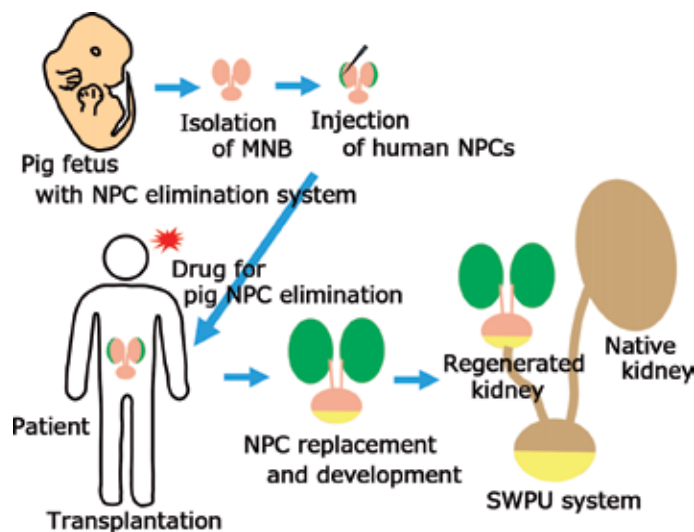 Isolation
of MNB
Injection
of human NPCs
Pig fetus
with NPC elimination system
Drug for
pig NPC elimination
Patient
Transplantation
NPC replacement
and development
Regenerated
kidney
Native
kidney
SWPU system